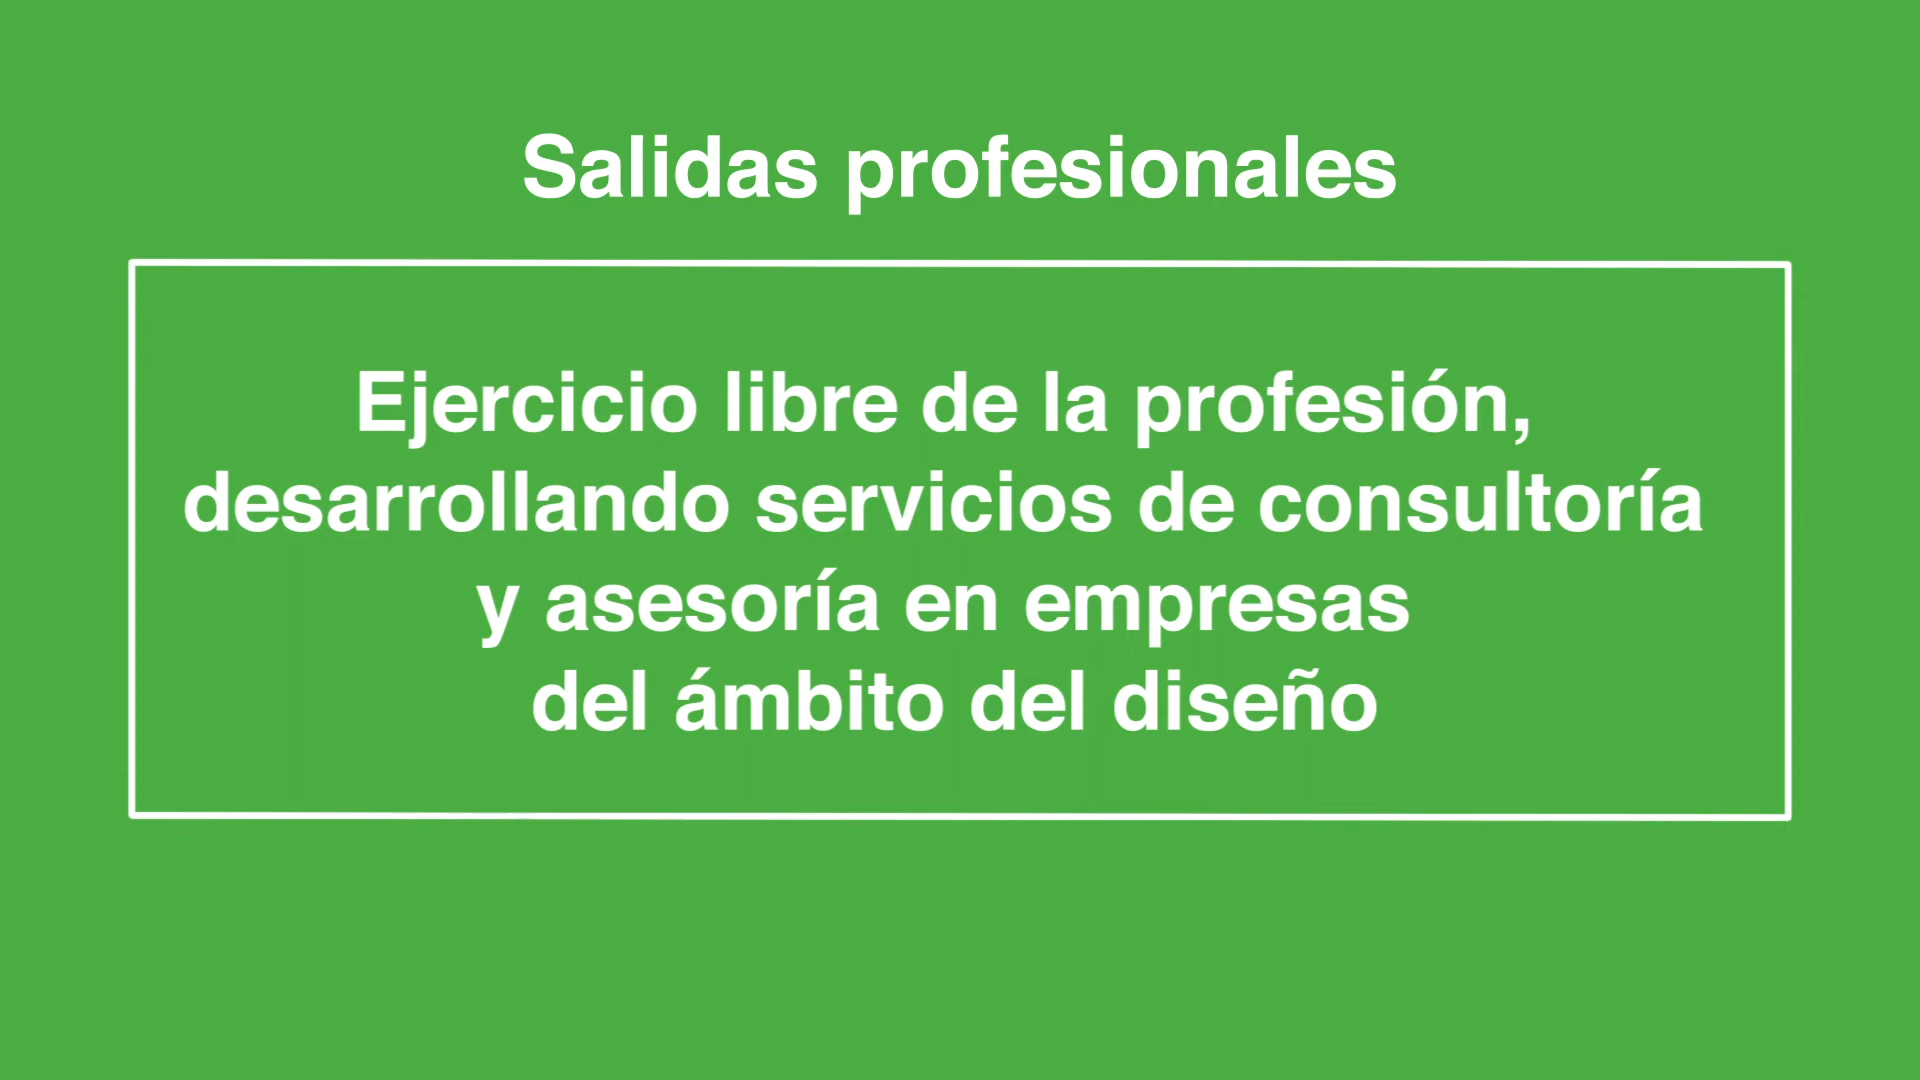 Salidas profesionales
Ejercicio libre de la profesión,
desarrollando servicios de consultoría
y asesoría en empresas
del ámbito del diseño